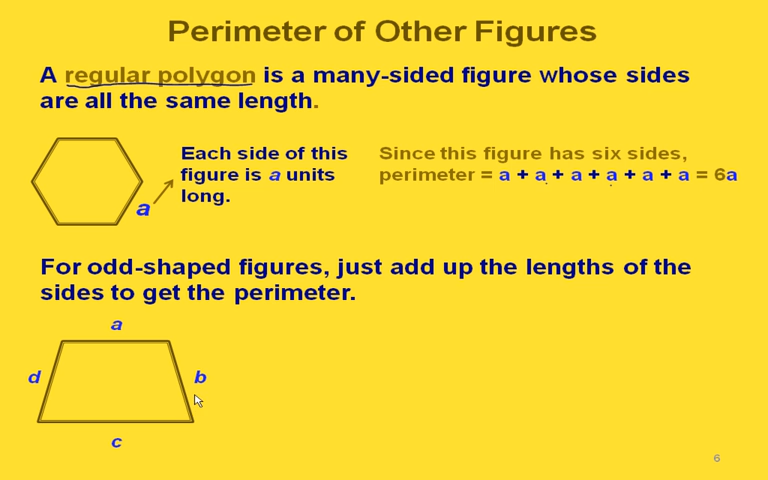 Perimeter of Other Figures
A regular polygon is a many-sided figure whose sides
are all the same length.
Each side of this
figure is a units
long.
a
Since this figure has six sides,
perimeter = a + a + a + a + a + a = 6a
For odd-shaped figures, just add up the lengths of the
sides to get the perimeter.
a
d
b
c
6